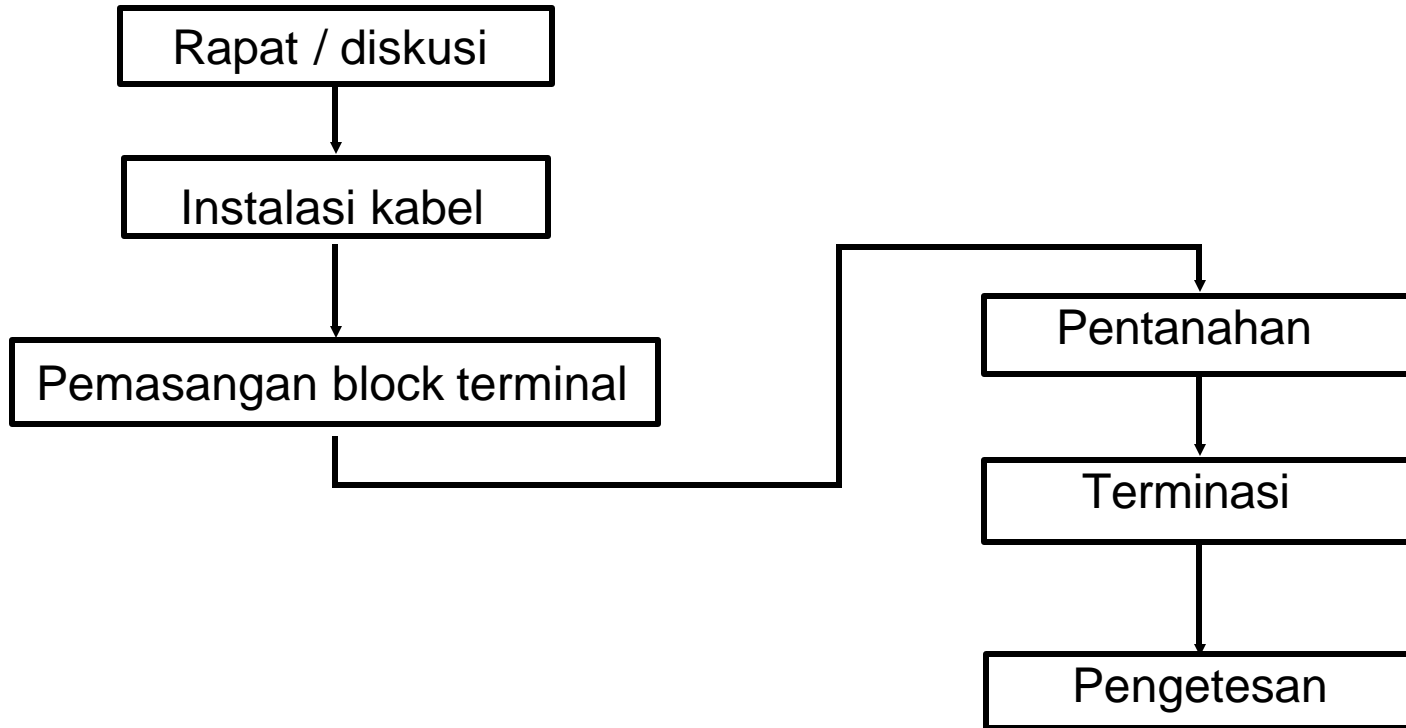 Rapat / diskusi
Instalasi kabel
Pemasangan block terminal
Pentanahan
Terminasi
Pengetesan